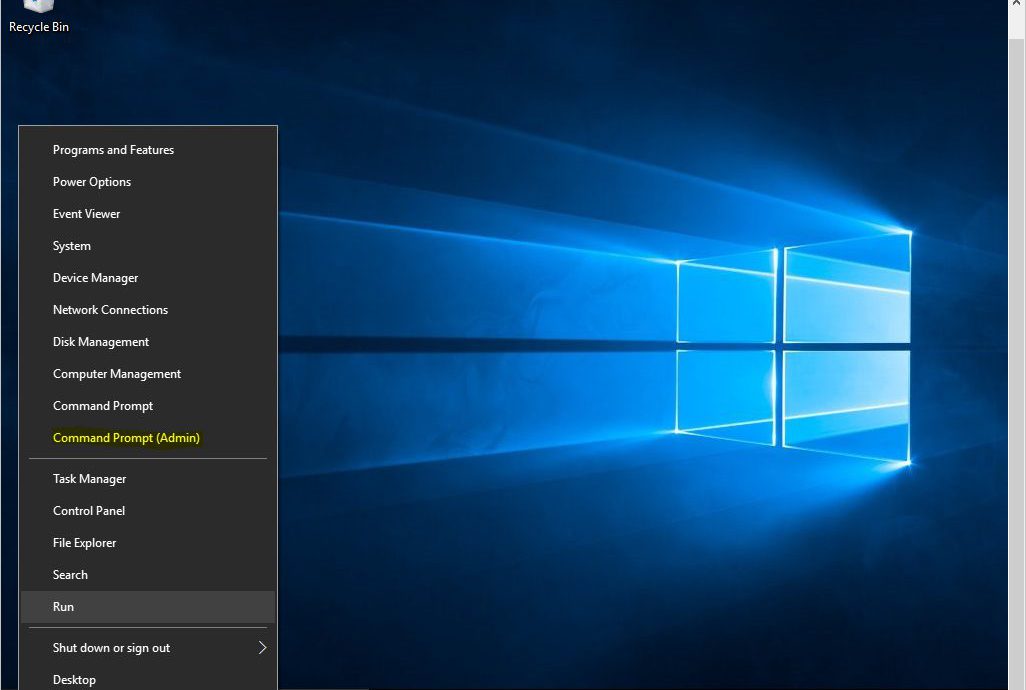 Recycle Bin
Programs and Features
Power Options
Event Viewer
System
Device Manager
Network Connections
Disk Management
Computer Management
Command Prompt
Command Prompt (Admin)
Task Manager
Control Panel
File Explorer
Search
Run
Shut down or sign out
Desktop